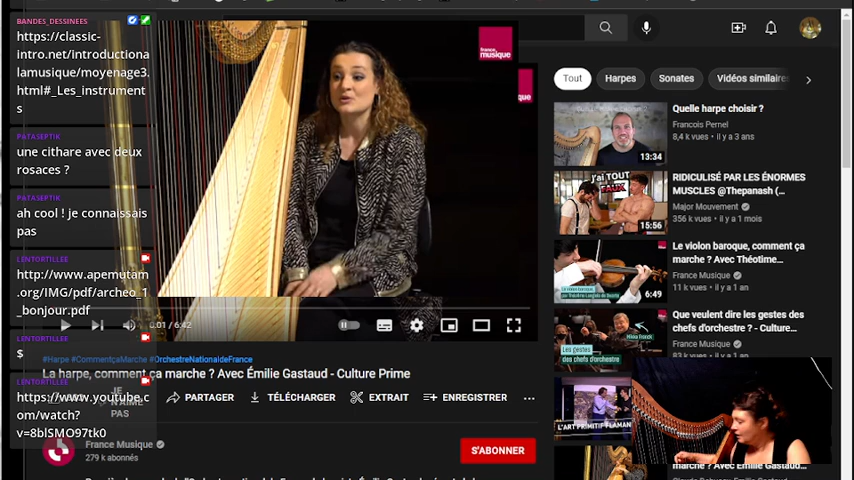 BANDES_DESSINEES
https://classic-
intro.net/introductiona
lamusique/moyenage3.
html#_Les_instrument
s
PATASEPTIK
une cithare avec deux
rosaces ?
PATASEPTIK
ah cool ! je connaissais
pas
LENTORTILLEE
http://www.apemutam
.org/IMG/pdf/archeo_1
_bonjour.pdf
LENTORTILLEE
$
LENTORTILLEE
https://www.youtube.c
om/watch?
v=8blSMO97tk0
france
musique
que
0:01 / 6:42
#Harpe #CommentçaMarche #OrchestreNationaldeFrance
La harpe, comment ça marche ? Avec Émilie Gastaud - Culture Prime
JE
N'AIME
PAS
PARTAGER
TÉLÉCHARGER
EXTRAIT
ENREGISTRER
France Musique
279 k abonnés
S'ABONNER
Tout
Harpes
Sonates
Vidéos similaires
Quelle harpe choisir ?
Francois Pernel
8,4 k vues • il y a 3 ans
13:34
J'ai TOUT
FAUX
RIDICULISÉ PAR LES ÉNORMES
MUSCLES @Thepanash (...
Major Mouvement
356 k vues • il y a 1 mois
15:56
Le violon baroque, comment ça
marche ? Avec Théotime...
France Musique
11 k vues • il y a 1 an
6:49
Que veulent dire les gestes des
chefs d'orchestre ? - Culture...
France Musique
83 k vues • il y a 1 an
Les gestes
L'ART PRIMITIF FLAMAN
marche ? Avec Émilie Gastaud...